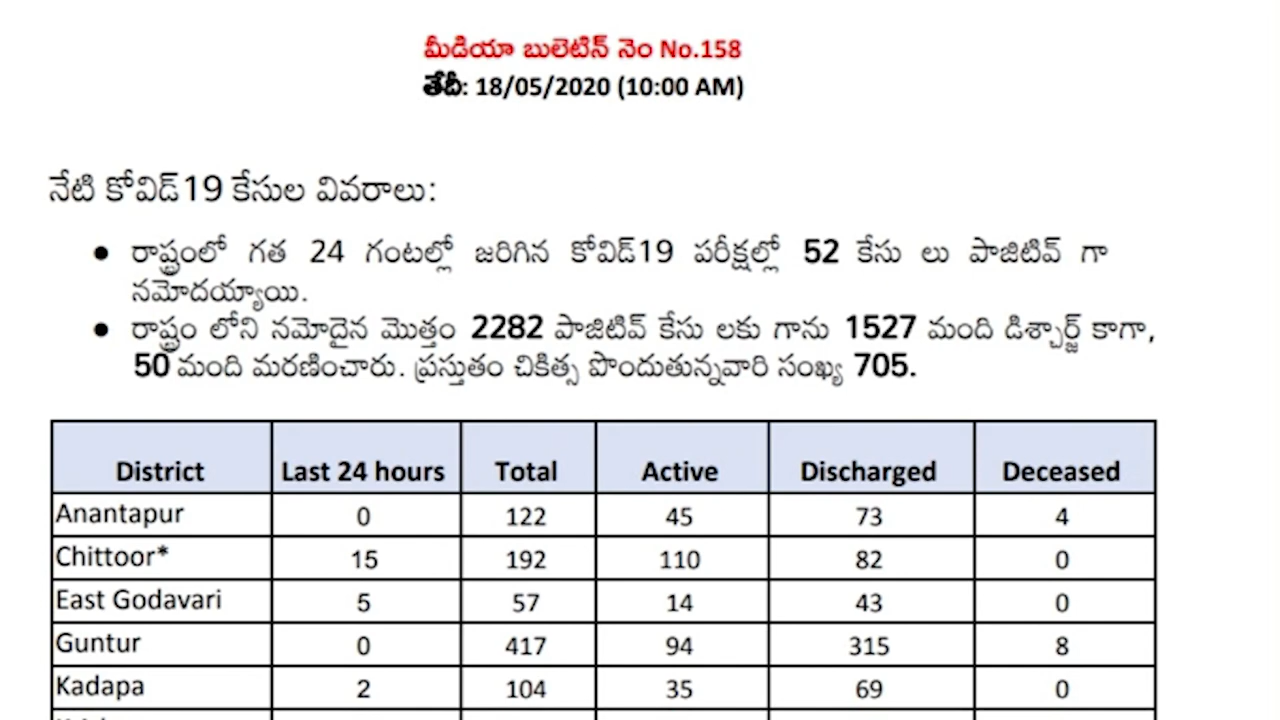 మీడియా బులెటిన్ నెం No.158
తేదీ: 18/05/2020 (10:00 AM)
నేటి కోవిడ్19 కేసుల వివరాలు:
● రాష్ట్రంలో గత 24 గంటల్లో జరిగిన కోవిడ్19 పరీక్షల్లో 52 కేసు లు పాజిటివ్ గా
నమోదయ్యాయి.
● రాష్ట్రం లోని నమోదైన మొత్తం 2282 పాజిటివ్ కేసు లకు గాను 1527 మంది డిశ్చార్జ్ కాగా,
50 మంది మరణించారు. ప్రస్తుతం చికిత్స పొందుతున్నవారి సంఖ్య 705.
District Last 24 hours Total Active Discharged Deceased
Anantapur 0 122 45 73 4
Chittoor* 15 192 110 82 0
East Godavari 5 57 14 43 0
Guntur 0 417 94 315 8
Kadapa 2 104 35 69 0